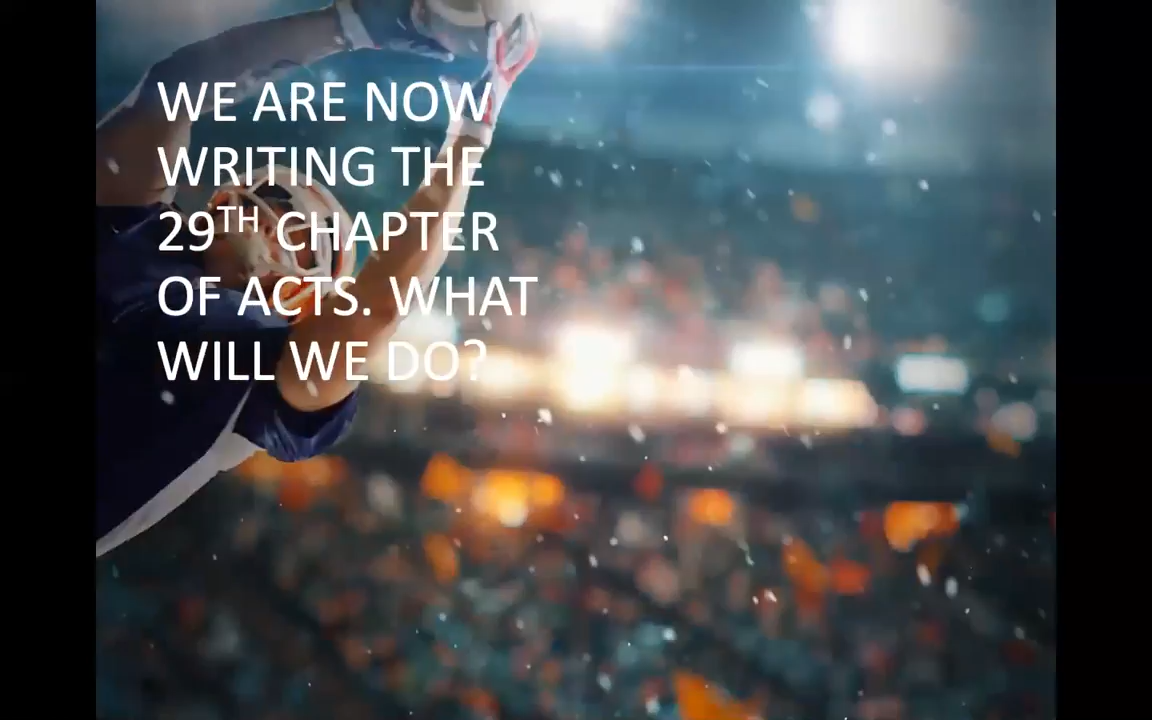 WE ARE NOW
WRITING THE
29TH CHAPTER
OF ACTS. WHAT
WILL WE DO?